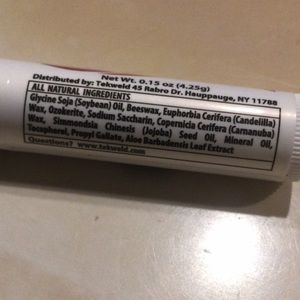 Net Wt. 0.15 oz (4.25g)
Distributed by: Tekweld 45 Rabro Dr. Hauppauge, NY 11788
ALL NATURAL INGREDIENTS
Glycine Soja (Soybean) Oil, Beeswax, Euphorbia Cerifera (Candelilla)
Wax, Ozokerite, Sodium Saccharin, Copernicia Cerifera (Carnanuba)
Wax, Simmondsia Chinesis (Jojoba) Seed Oil, Mineral Oil,
Tocopherol, Propyl Gallate, Aloe Barbadensis Leaf Extract
Questions? www.tekweld.com